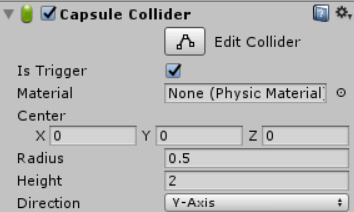 Capsule Collider
Edit Collider
Is Trigger
Material None (Physic Material)
Center
X 0 Y 0 Z 0
Radius 0.5
Height 2
Direction Y-Axis